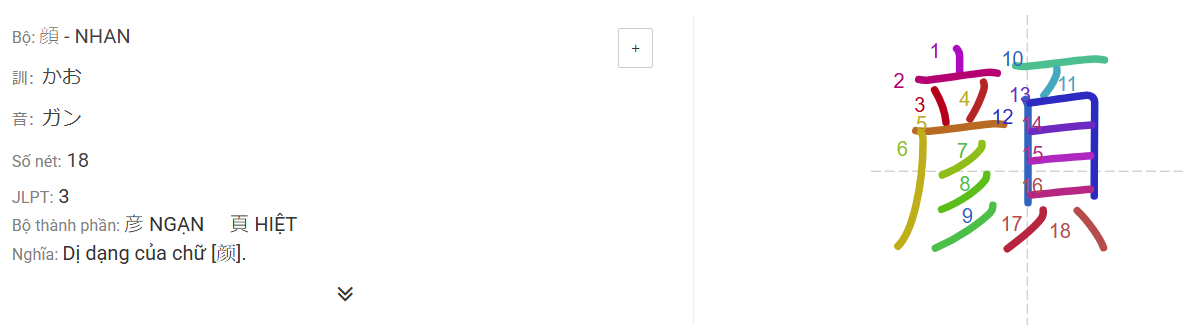 Bộ: 顔 - NHAN
+
訓: かお
音: ガン
Số nét: 18
JLPT: 3
Bộ thành phần: 彦 NGẠN 頁 HIỆT
Nghĩa: Dị dạng của chữ [颜].
顔
1
2
3
4
5
6
7
8
9
10
11
12
13
14
15
16
17
18